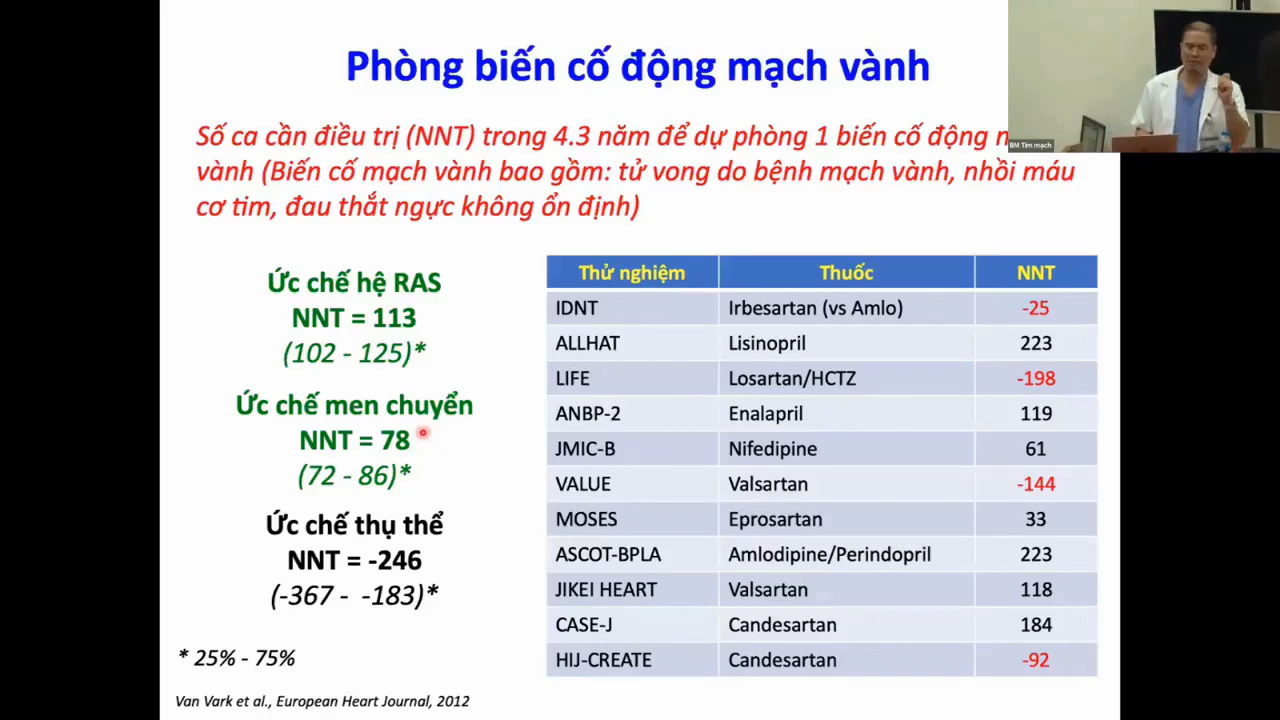 Phòng biến cố động mạch vành
Số ca cần điều trị (NNT) trong 4.3 năm để dự phòng 1 biến cố động
vành (Biến cố mạch vành bao gồm: tử vong do bệnh mạch vành, nhồi máu
cơ tim, đau thắt ngực không ổn định)
BM Tim mạch
Ức chế hệ RAS
NNT = 113
(102 - 125)*
Ức chế men chuyển
NNT = 78
(72 - 86)*
Ức chế thụ thể
NNT = -246
(-367 - -183)*
* 25% - 75%
Van Vark et al., European Heart Journal, 2012
Thử nghiệm Thuốc NNT
IDNT Irbesartan (vs Amlo) -25
ALLHAT Lisinopril 223
LIFE Losartan/HCTZ -198
ANBP-2 Enalapril 119
JMIC-B Nifedipine 61
VALUE Valsartan -144
MOSES Eprosartan 33
ASCOT-BPLA Amlodipine/Perindopril 223
JIKEI HEART Valsartan 118
CASE-J Candesartan 184
HIJ-CREATE Candesartan -92